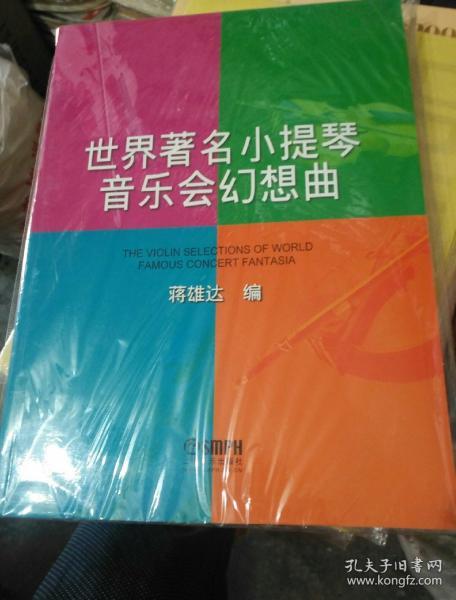 世界著名小提琴
音乐会幻想曲
THE VIOLIN SELECTIONS OF WORLD
FAMOUS CONCERT FANTASIA
蒋雄达 编
SMPH
孔夫子旧书网
www.kongfz.com